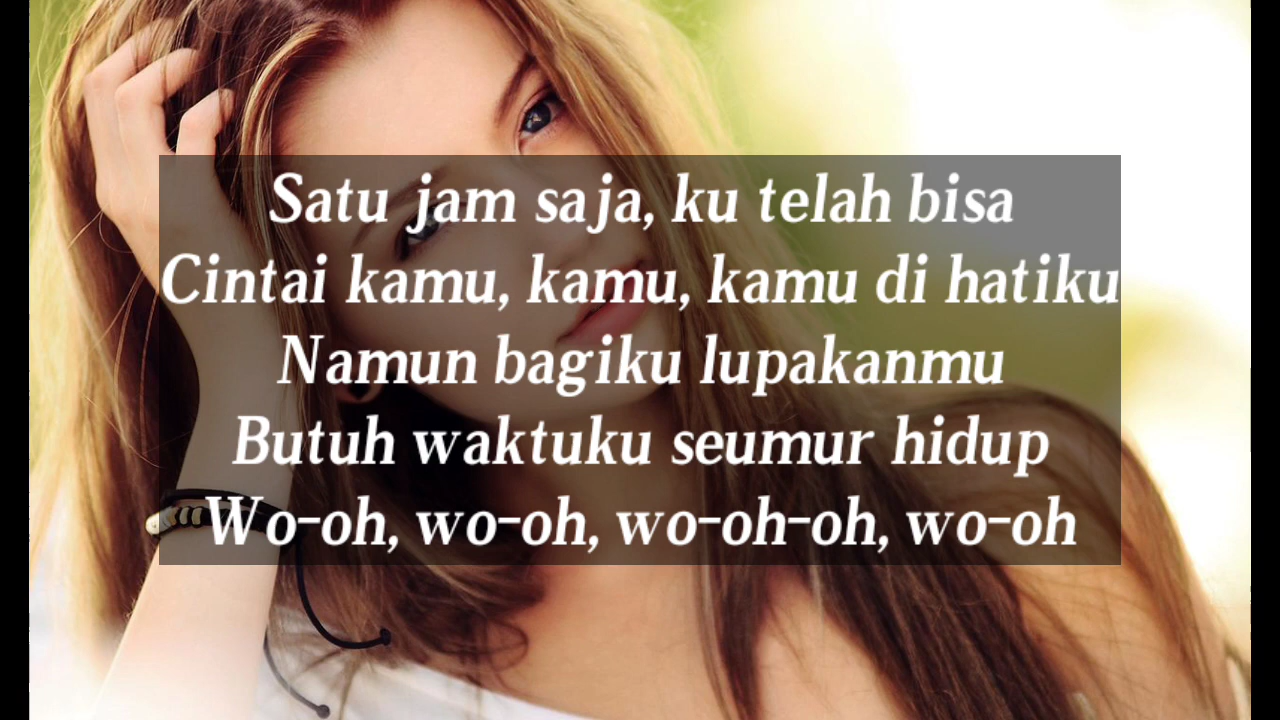 Satu jam saja, ku telah bisa
Cintai kamu, kamu, kamu di hatiku
Namun bagiku lupakanmu
Butuh waktuku seumur hidup
Wo-oh, wo-oh, wo-oh-oh, wo-oh